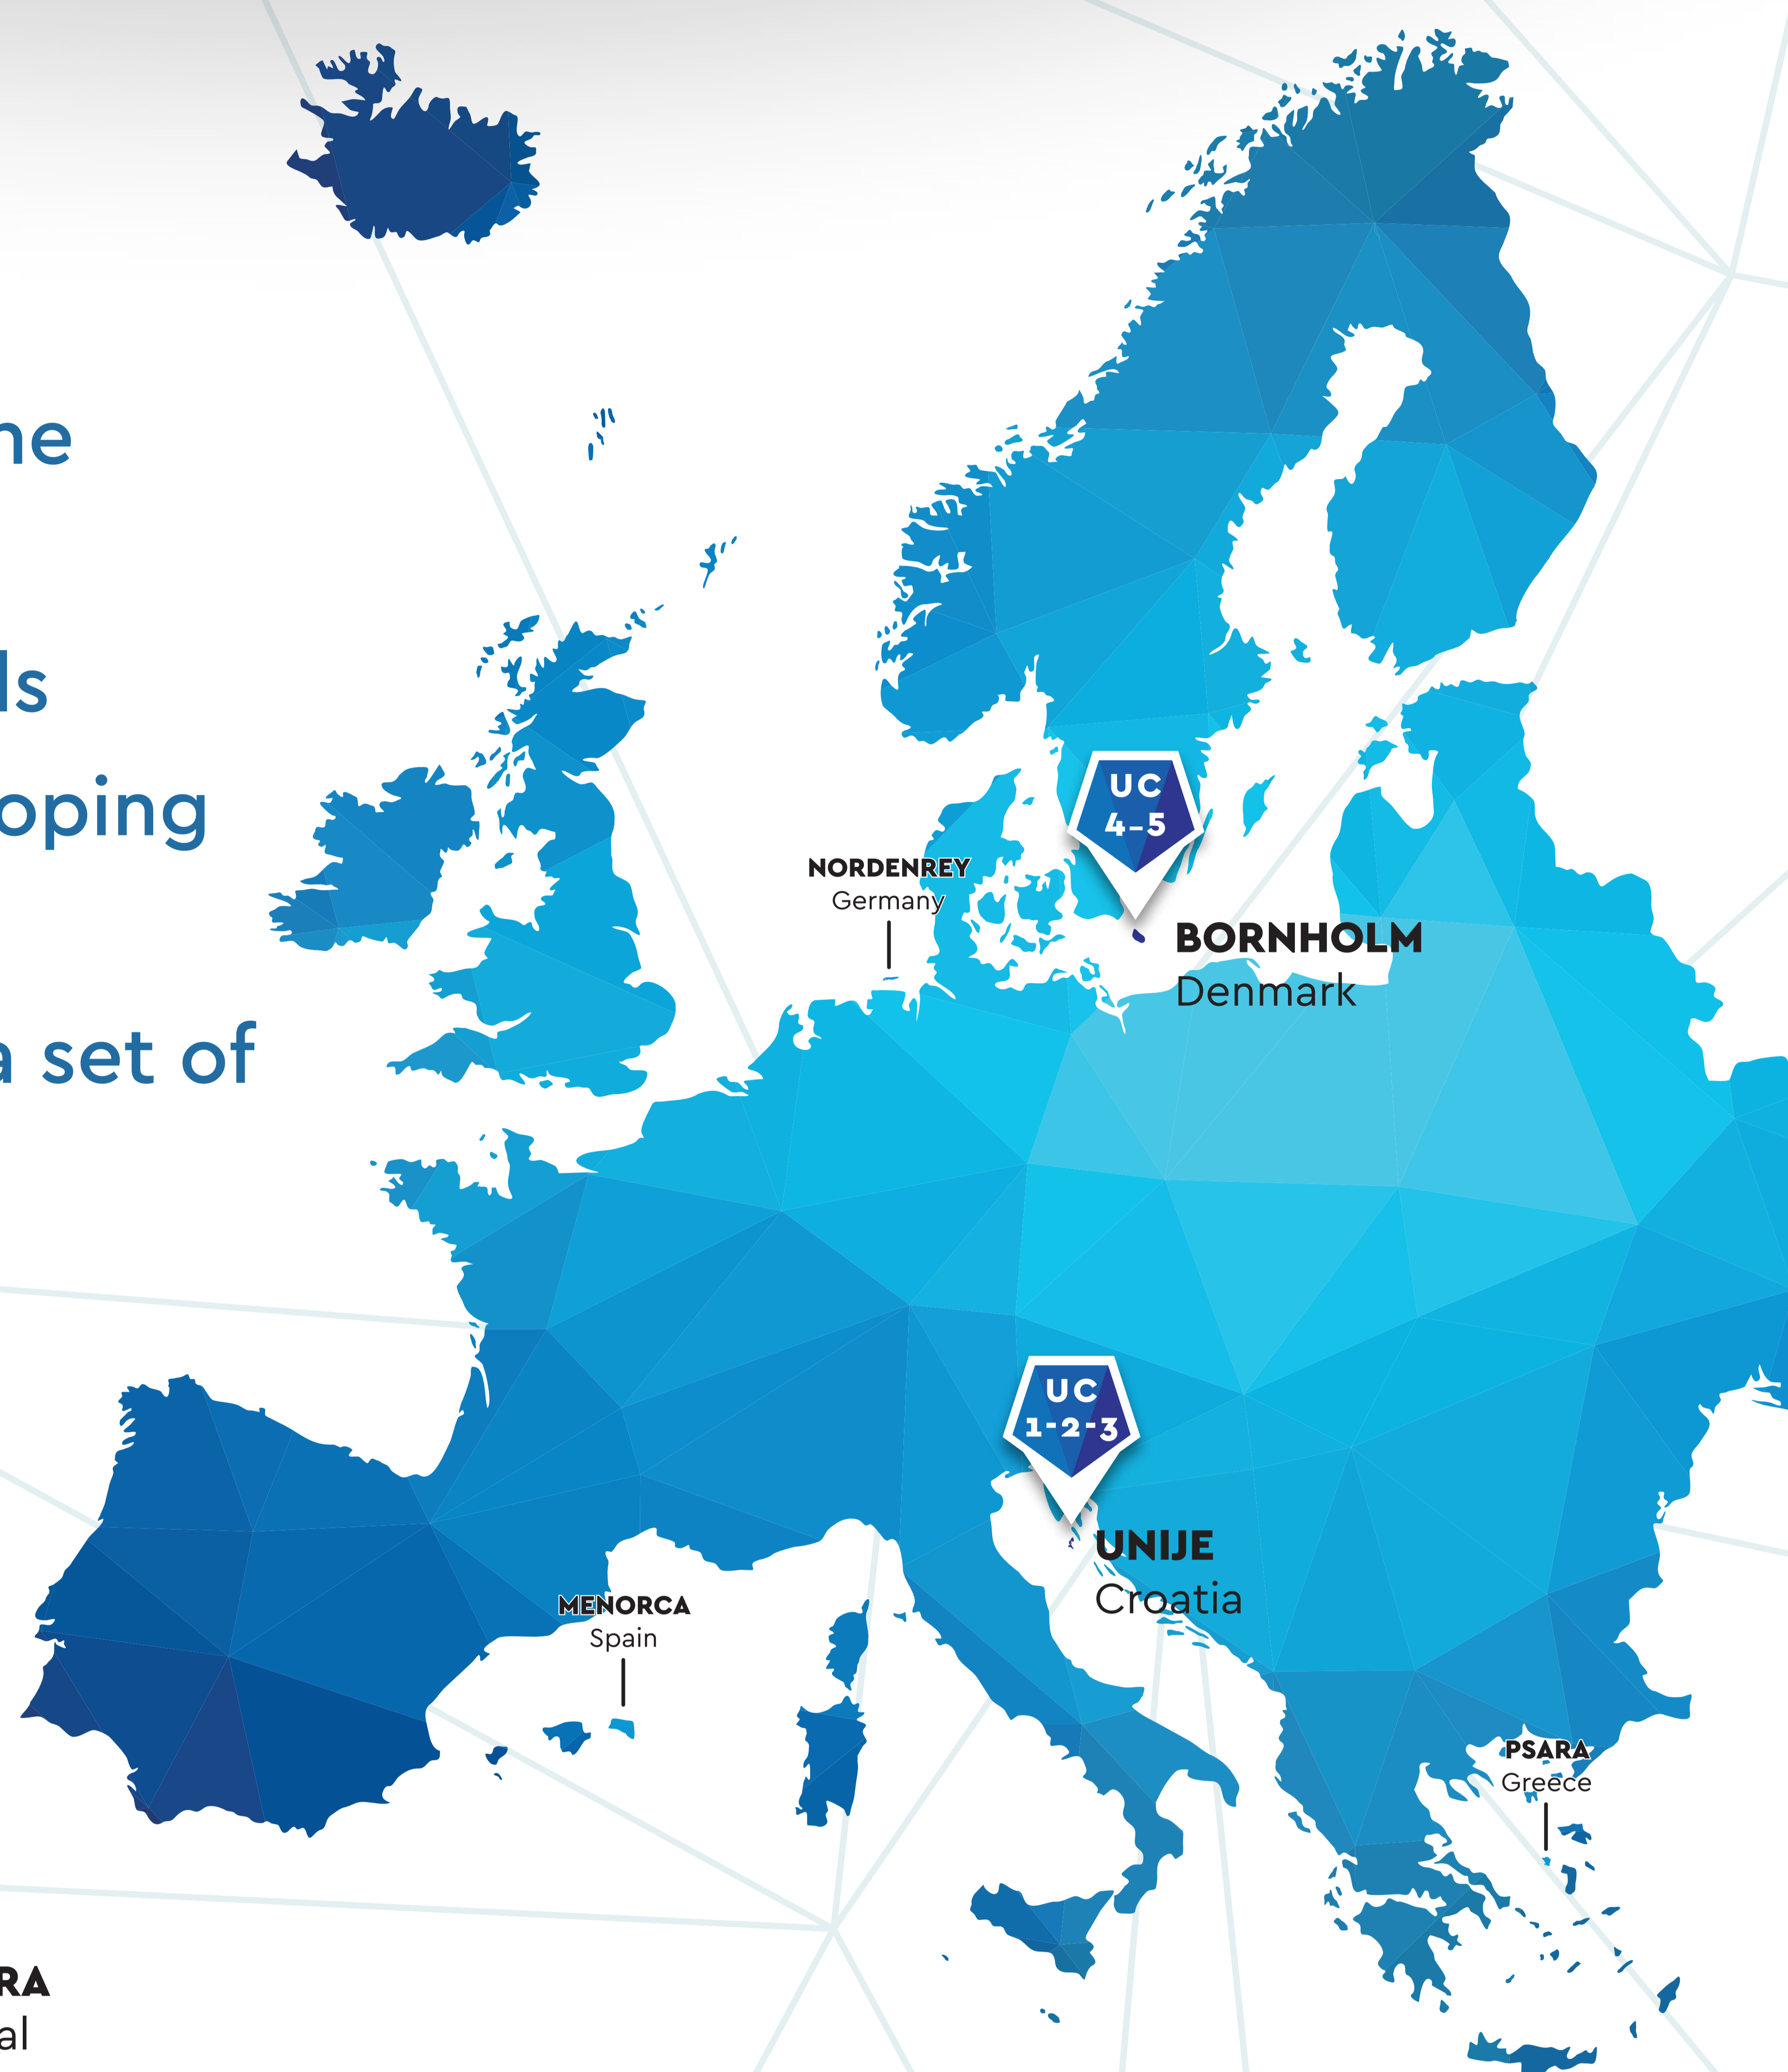 ne
ls
oping
a set of
UC
4-5
NORDENREY
Germany
BORNHOLM
Denmark
UC
1-2-3
UNIJE
Croatia
MENORCA
Spain
PSARA
Greece
RA
al